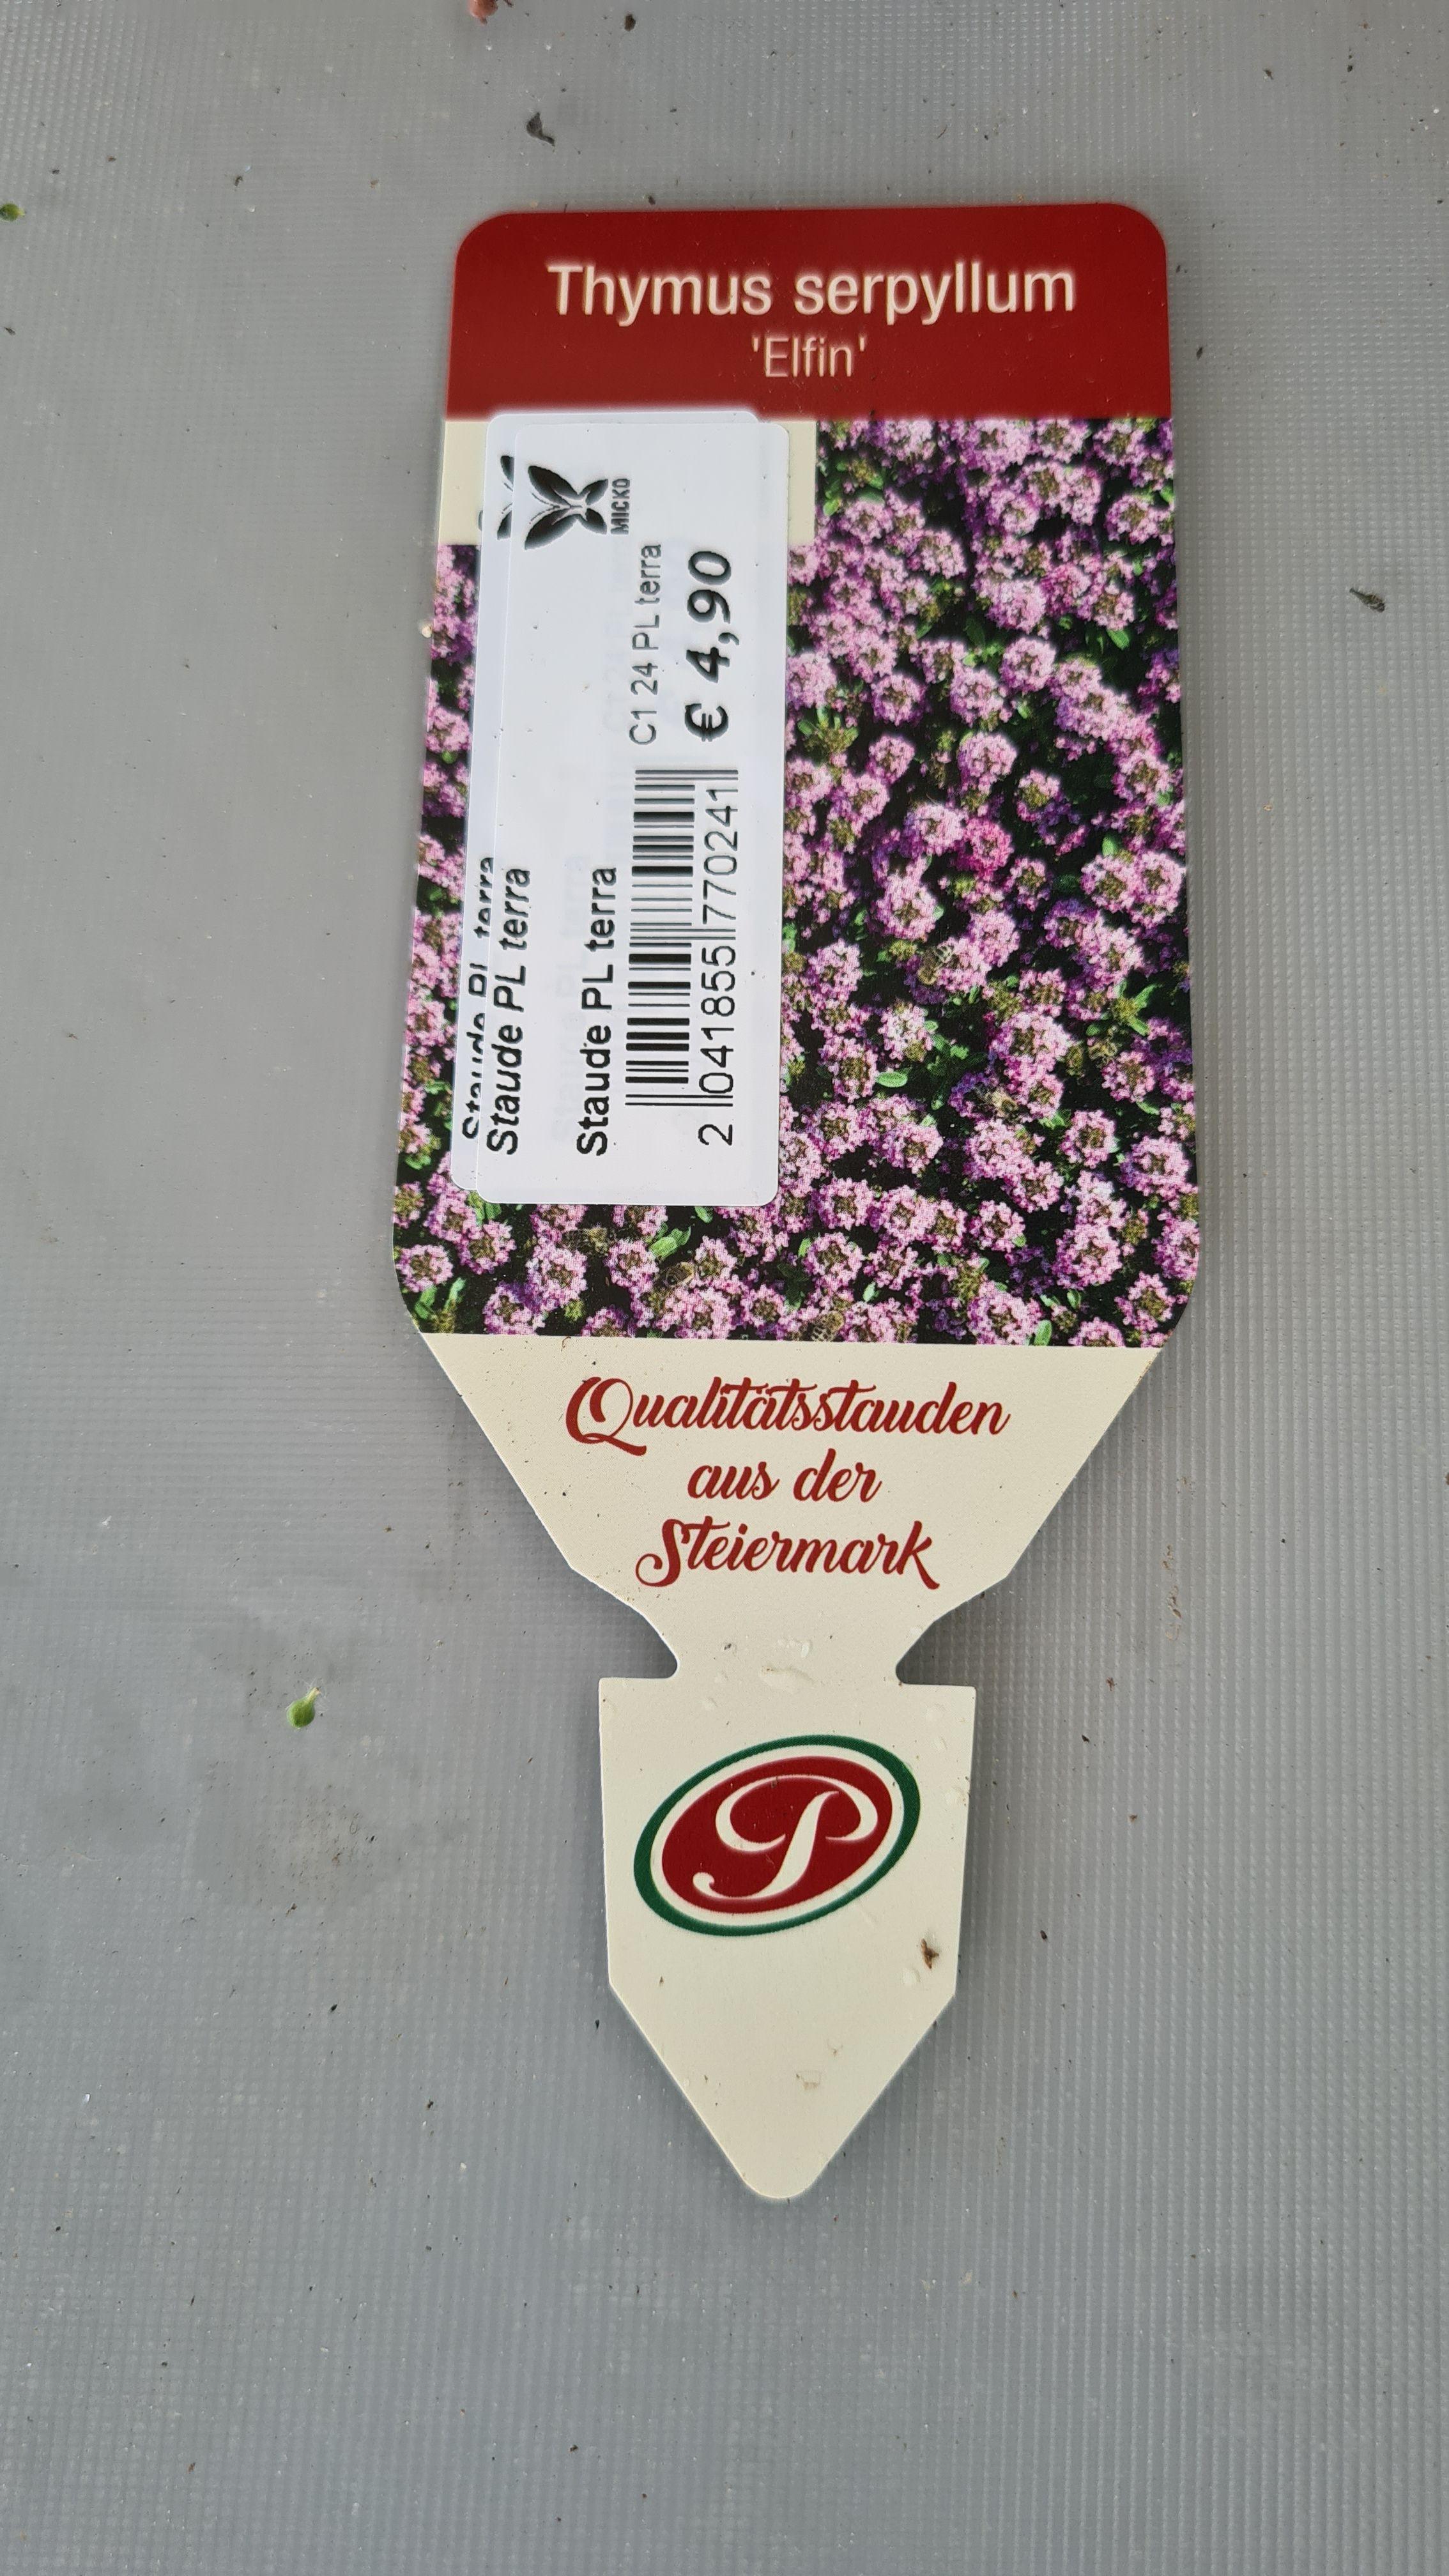 Thymus serpyllum
'Elfin'
MICKO
Staude PL terra
Staude PL terra
Staude PL terra
C1 24 PL terra
2 041855 770241
€ 4,90
Qualitätsstauden
aus der
Steiermark
P